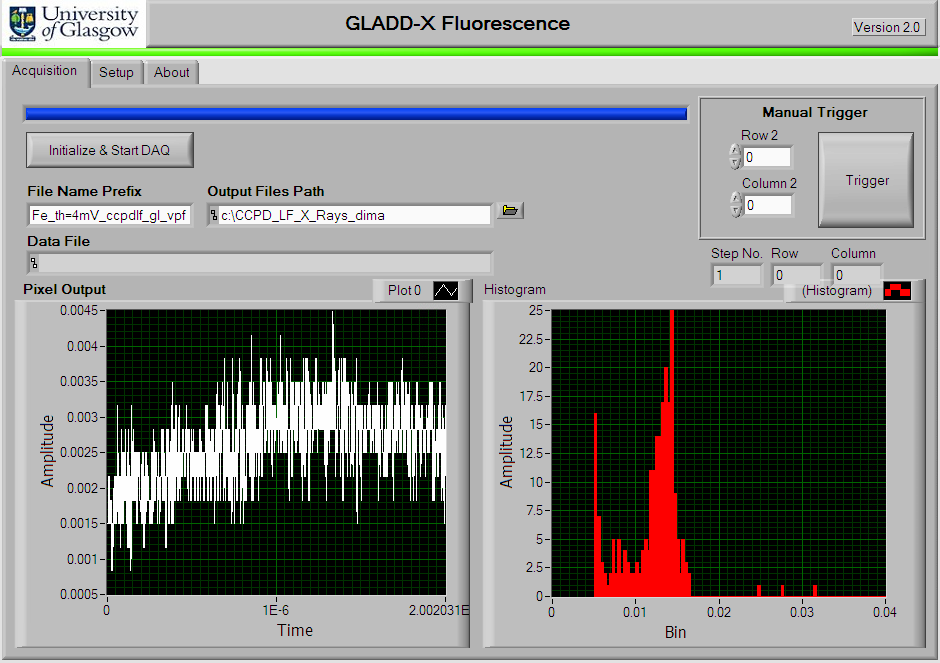 University
of Glasgow
GLADD-X Fluorescence
Version 2.0
Acquisition
Setup
About
Manual Trigger
Initialize & Start DAQ
Row 2
0
Column 2
0
Trigger
File Name Prefix
Output Files Path
Fe_th=4mV_ccpdlf_gl_vpf
c:\CCPD_LF_X_Rays_dima
Data File
Step No.
Row
Column
1
0
0
Pixel Output
Plot 0
Histogram
(Histogram)
0.0045
0.004
0.0035
0.003
0.0025
0.002
0.0015
0.001
0.0005
Amplitude
0
1E-6
2.002031E
Time
25
22.5
20
17.5
15
12.5
10
7.5
5
2.5
0
Amplitude
0
0.01
0.02
0.03
0.04
Bin